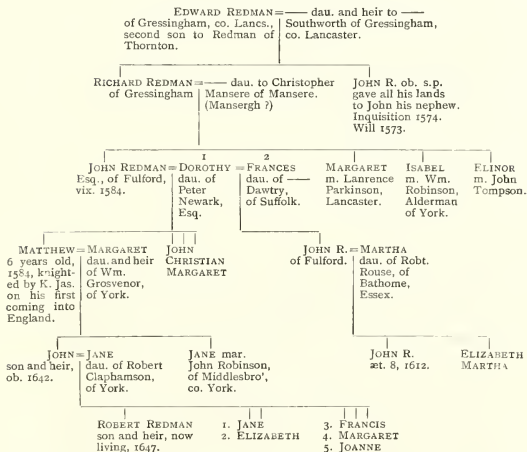 EDWARD REDMAN = —— dau. and heir to ——
of Gressingham, co. Lancs., Southworth of Gressingham,
second son to Redman of co. Lancaster.
Thornton.
RICHARD REDMAN = —— dau. to Christopher
of Gressingham Mansere of Mansere.
(Mansergh ?)
JOHN R. ob. s.p.
gave all his lands
to John his nephew.
Inquisition 1574.
Will 1573.
1 2
JOHN REDMAN = DOROTHY = FRANCES
Esq., of Fulford, dau. of dau. of ——
vix. 1584. Peter Dawtry,
Newark, of Suffolk.
Esq.
MARGARET
m. Lanrence
Parkinson,
Lancaster.
ISABEL
m. Wm.
Robinson,
Alderman
of York.
ELINOR
m. John
Tompson.
MATTHEW = MARGARET
6 years old, dau. and heir
1584, knight- of Wm.
ed by K. Jas. Grosvenor,
on his first of York.
coming into
England.
JOHN
CHRISTIAN
MARGARET
JOHN R. = MARTHA
of Fulford. dau. of Robt.
Rouse, of
Bathome,
Essex.
JOHN = JANE
son and heir, dau. of Robert
ob. 1642. Claphamson,
of York.
JANE mar.
John Robinson,
of Middlesbro',
co. York.
JOHN R.
æt. 8, 1612.
ELIZABETH
MARTHA
ROBERT REDMAN
son and heir, now
living, 1647.
1. JANE
2. ELIZABETH
3. FRANCIS
4. MARGARET
5. JOANNE